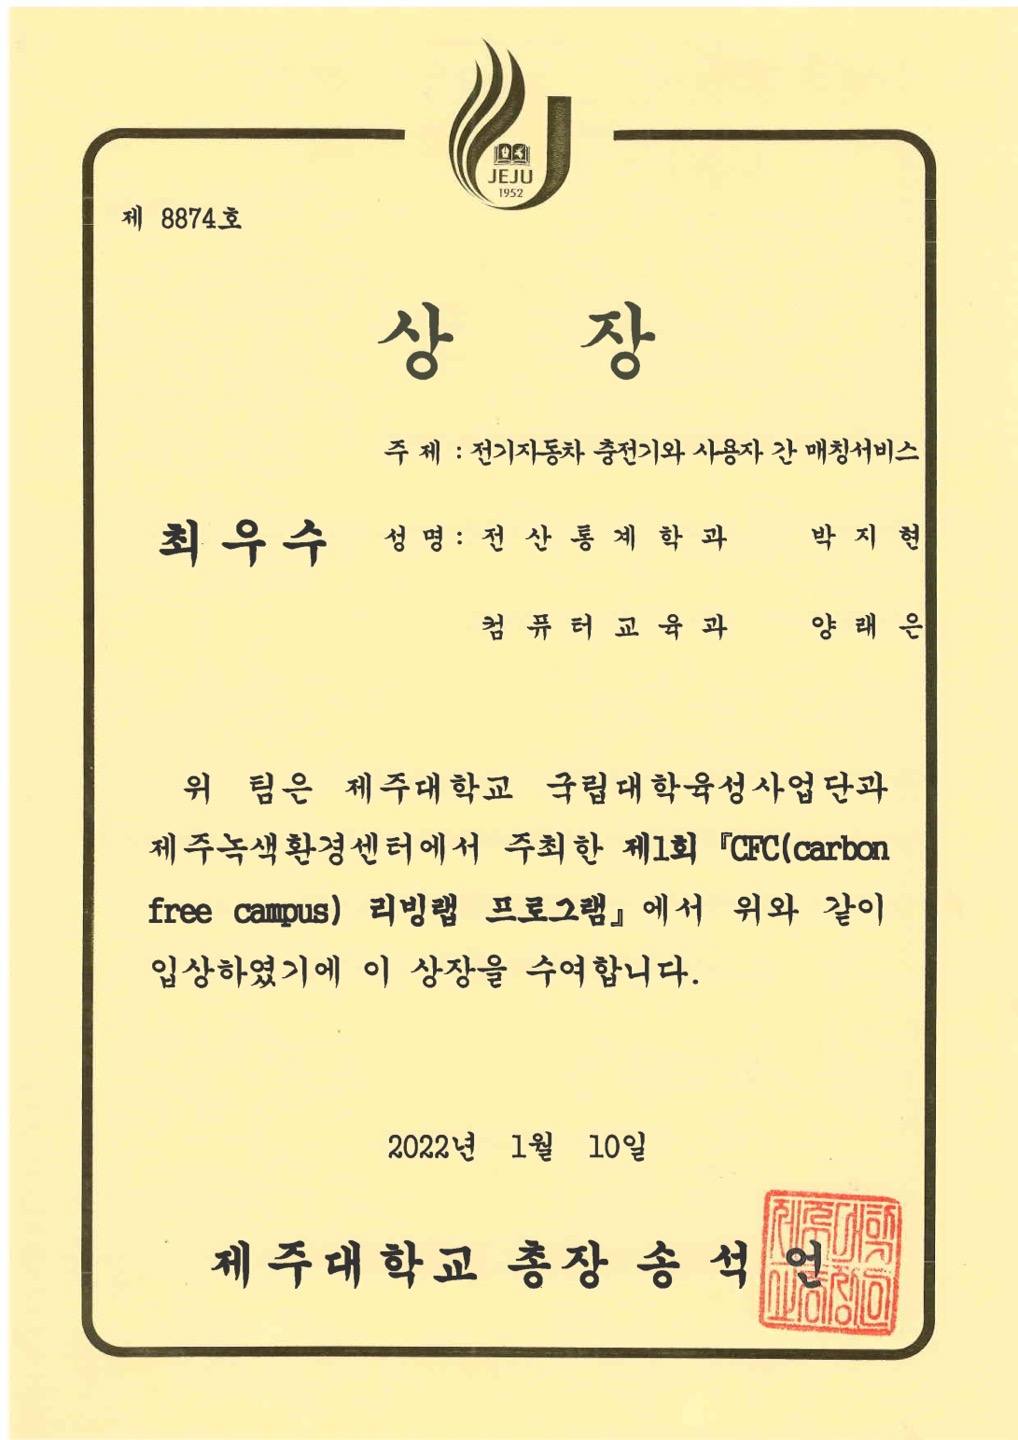 JEJU
1952
제 8874호
상 장
주 제 : 전기자동차 충전기와 사용자 간 매칭서비스
최우수 성 명 : 전 산 통 계 학 과 박 지 현
컴 퓨 터 교 육 과 양 래 은
위 팀은 제주대학교 국립대학육성사업단과
제주녹색환경센터에서 주최한 제1회 『CFC(carbon
free campus) 리빙랩 프로그램』에서 위와 같이
입상하였기에 이 상장을 수여합니다.
2022년 1월 10일
제주대학교총장 송 석 언
제주대학
교총장인